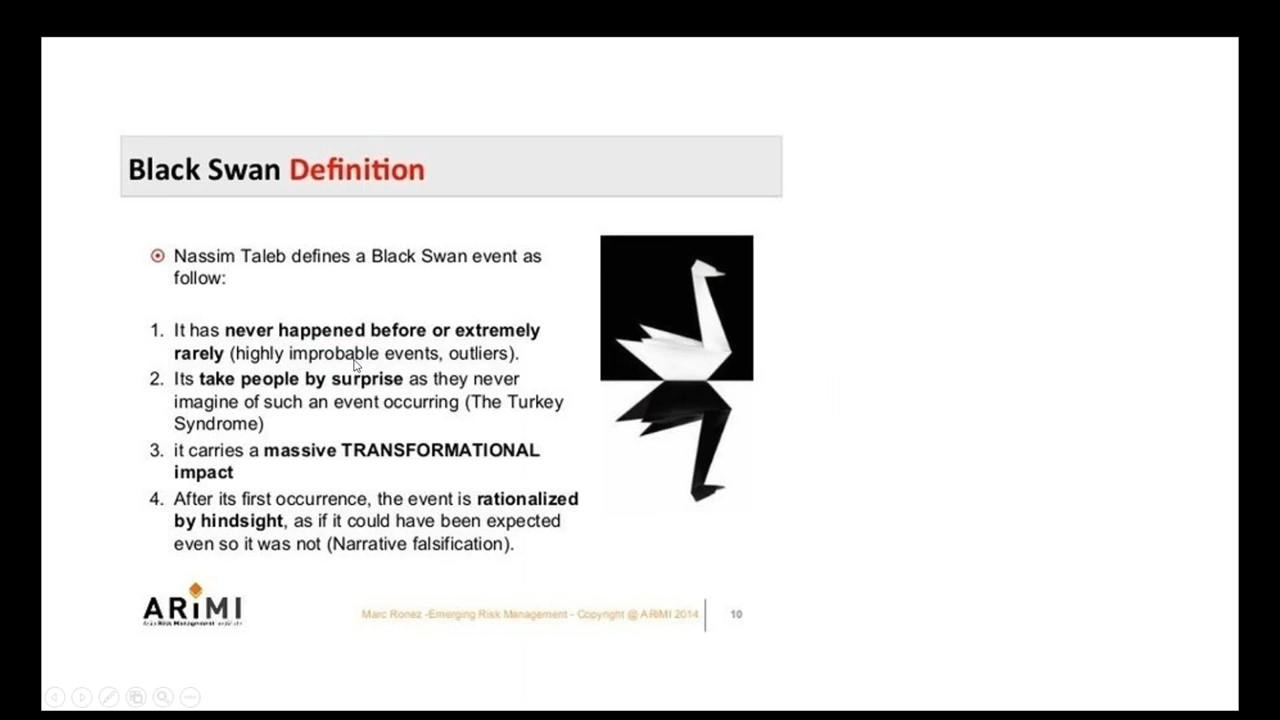 Black Swan Definition
Nassim Taleb defines a Black Swan event as
follow:
1. It has never happened before or extremely
rarely (highly improbable events, outliers).
2. Its take people by surprise as they never
imagine of such an event occurring (The Turkey
Syndrome)
3. it carries a massive TRANSFORMATIONAL
impact
4. After its first occurrence, the event is rationalized
by hindsight, as if it could have been expected
even so it was not (Narrative falsification).
ARiMI
Asia Risk Management Institute
Marc Ronez -Emerging Risk Management - Copyright @ ARiMI 2014
10